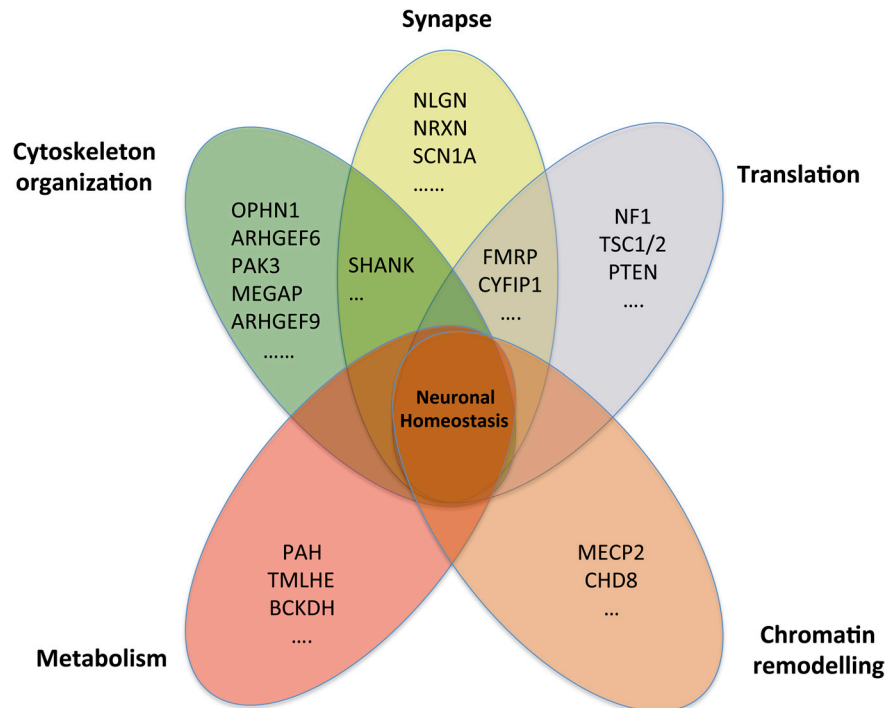 Synapse
NLGN
NRXN
SCN1A
……
Cytoskeleton
organization
OPHN1
ARHGEF6
PAK3
MEGAP
ARHGEF9
……
SHANK
…
FMRP
CYFIP1
….
Translation
NF1
TSC1/2
PTEN
….
Neuronal
Homeostasis
PAH
TMLHE
BCKDH
….
Metabolism
MECP2
CHD8
…
Chromatin
remodelling